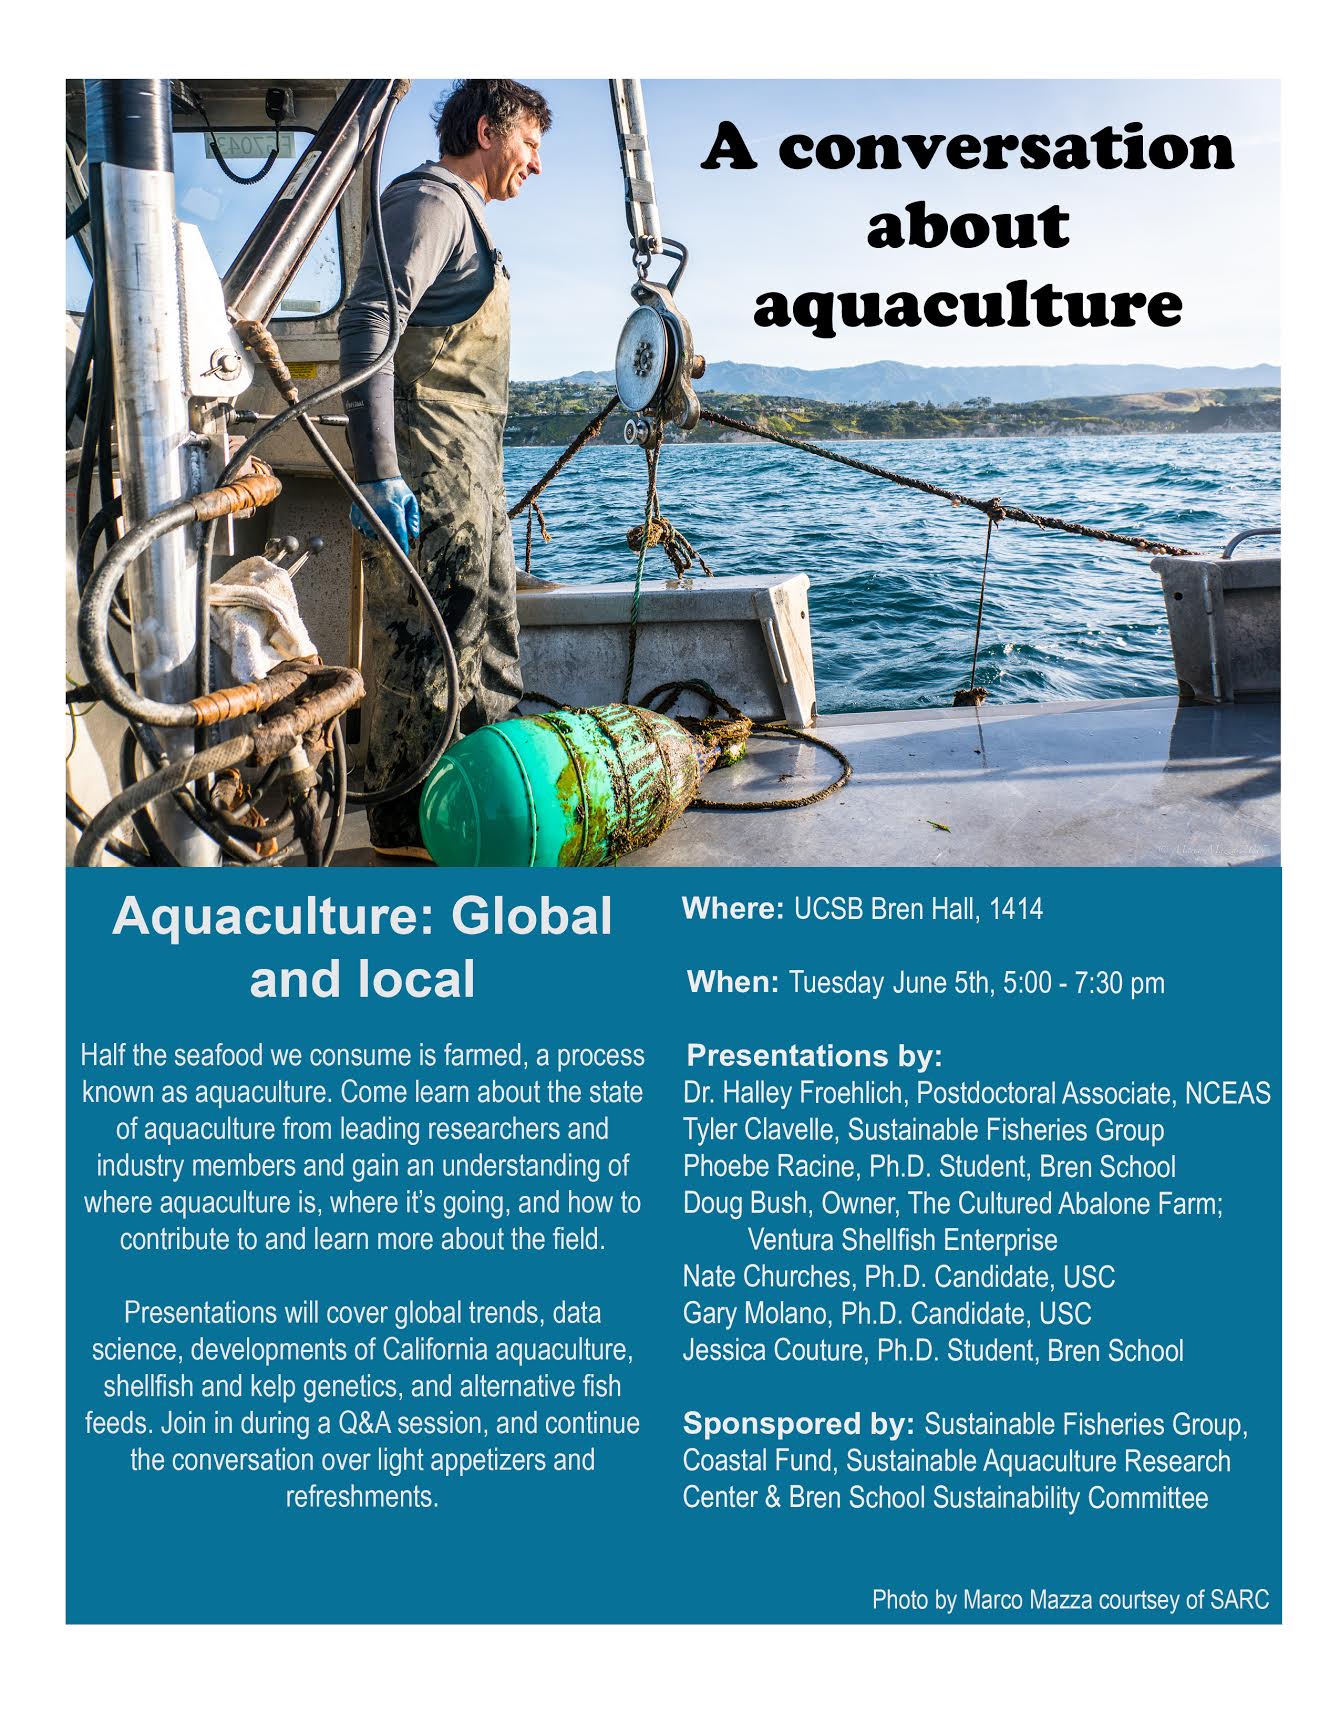 A conversation
about
aquaculture
Aquaculture: Global
and local
Half the seafood we consume is farmed, a process
known as aquaculture. Come learn about the state
of aquaculture from leading researchers and
industry members and gain an understanding of
where aquaculture is, where it's going, and how to
contribute to and learn more about the field.
Presentations will cover global trends, data
science, developments of California aquaculture,
shellfish and kelp genetics, and alternative fish
feeds. Join in during a Q&A session, and continue
the conversation over light appetizers and
refreshments.
Where: UCSB Bren Hall, 1414
When: Tuesday June 5th, 5:00 - 7:30 pm
Presentations by:
Dr. Halley Froehlich, Postdoctoral Associate, NCEAS
Tyler Clavelle, Sustainable Fisheries Group
Phoebe Racine, Ph.D. Student, Bren School
Doug Bush, Owner, The Cultured Abalone Farm;
Ventura Shellfish Enterprise
Nate Churches, Ph.D. Candidate, USC
Gary Molano, Ph.D. Candidate, USC
Jessica Couture, Ph.D. Student, Bren School
Sponspored by: Sustainable Fisheries Group,
Coastal Fund, Sustainable Aquaculture Research
Center & Bren School Sustainability Committee
Photo by Marco Mazza courtsey of SARC